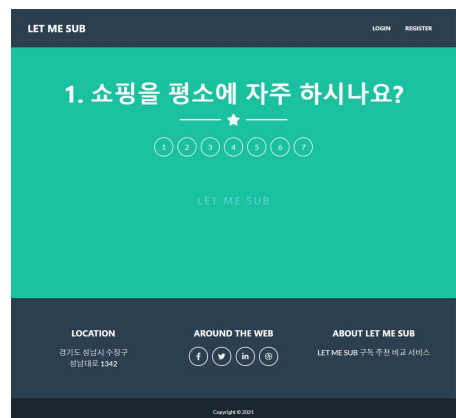 LET ME SUB
LOGIN REGISTER
1. 쇼핑을 평소에 자주 하시나요?
1 2 3 4 5 6 7
LET ME SUB
LOCATION
경기도 성남시 수정구
성남대로 1342
AROUND THE WEB
ABOUT LET ME SUB
LET ME SUB 구독 추천 비교 서비스
Copyright © 2021